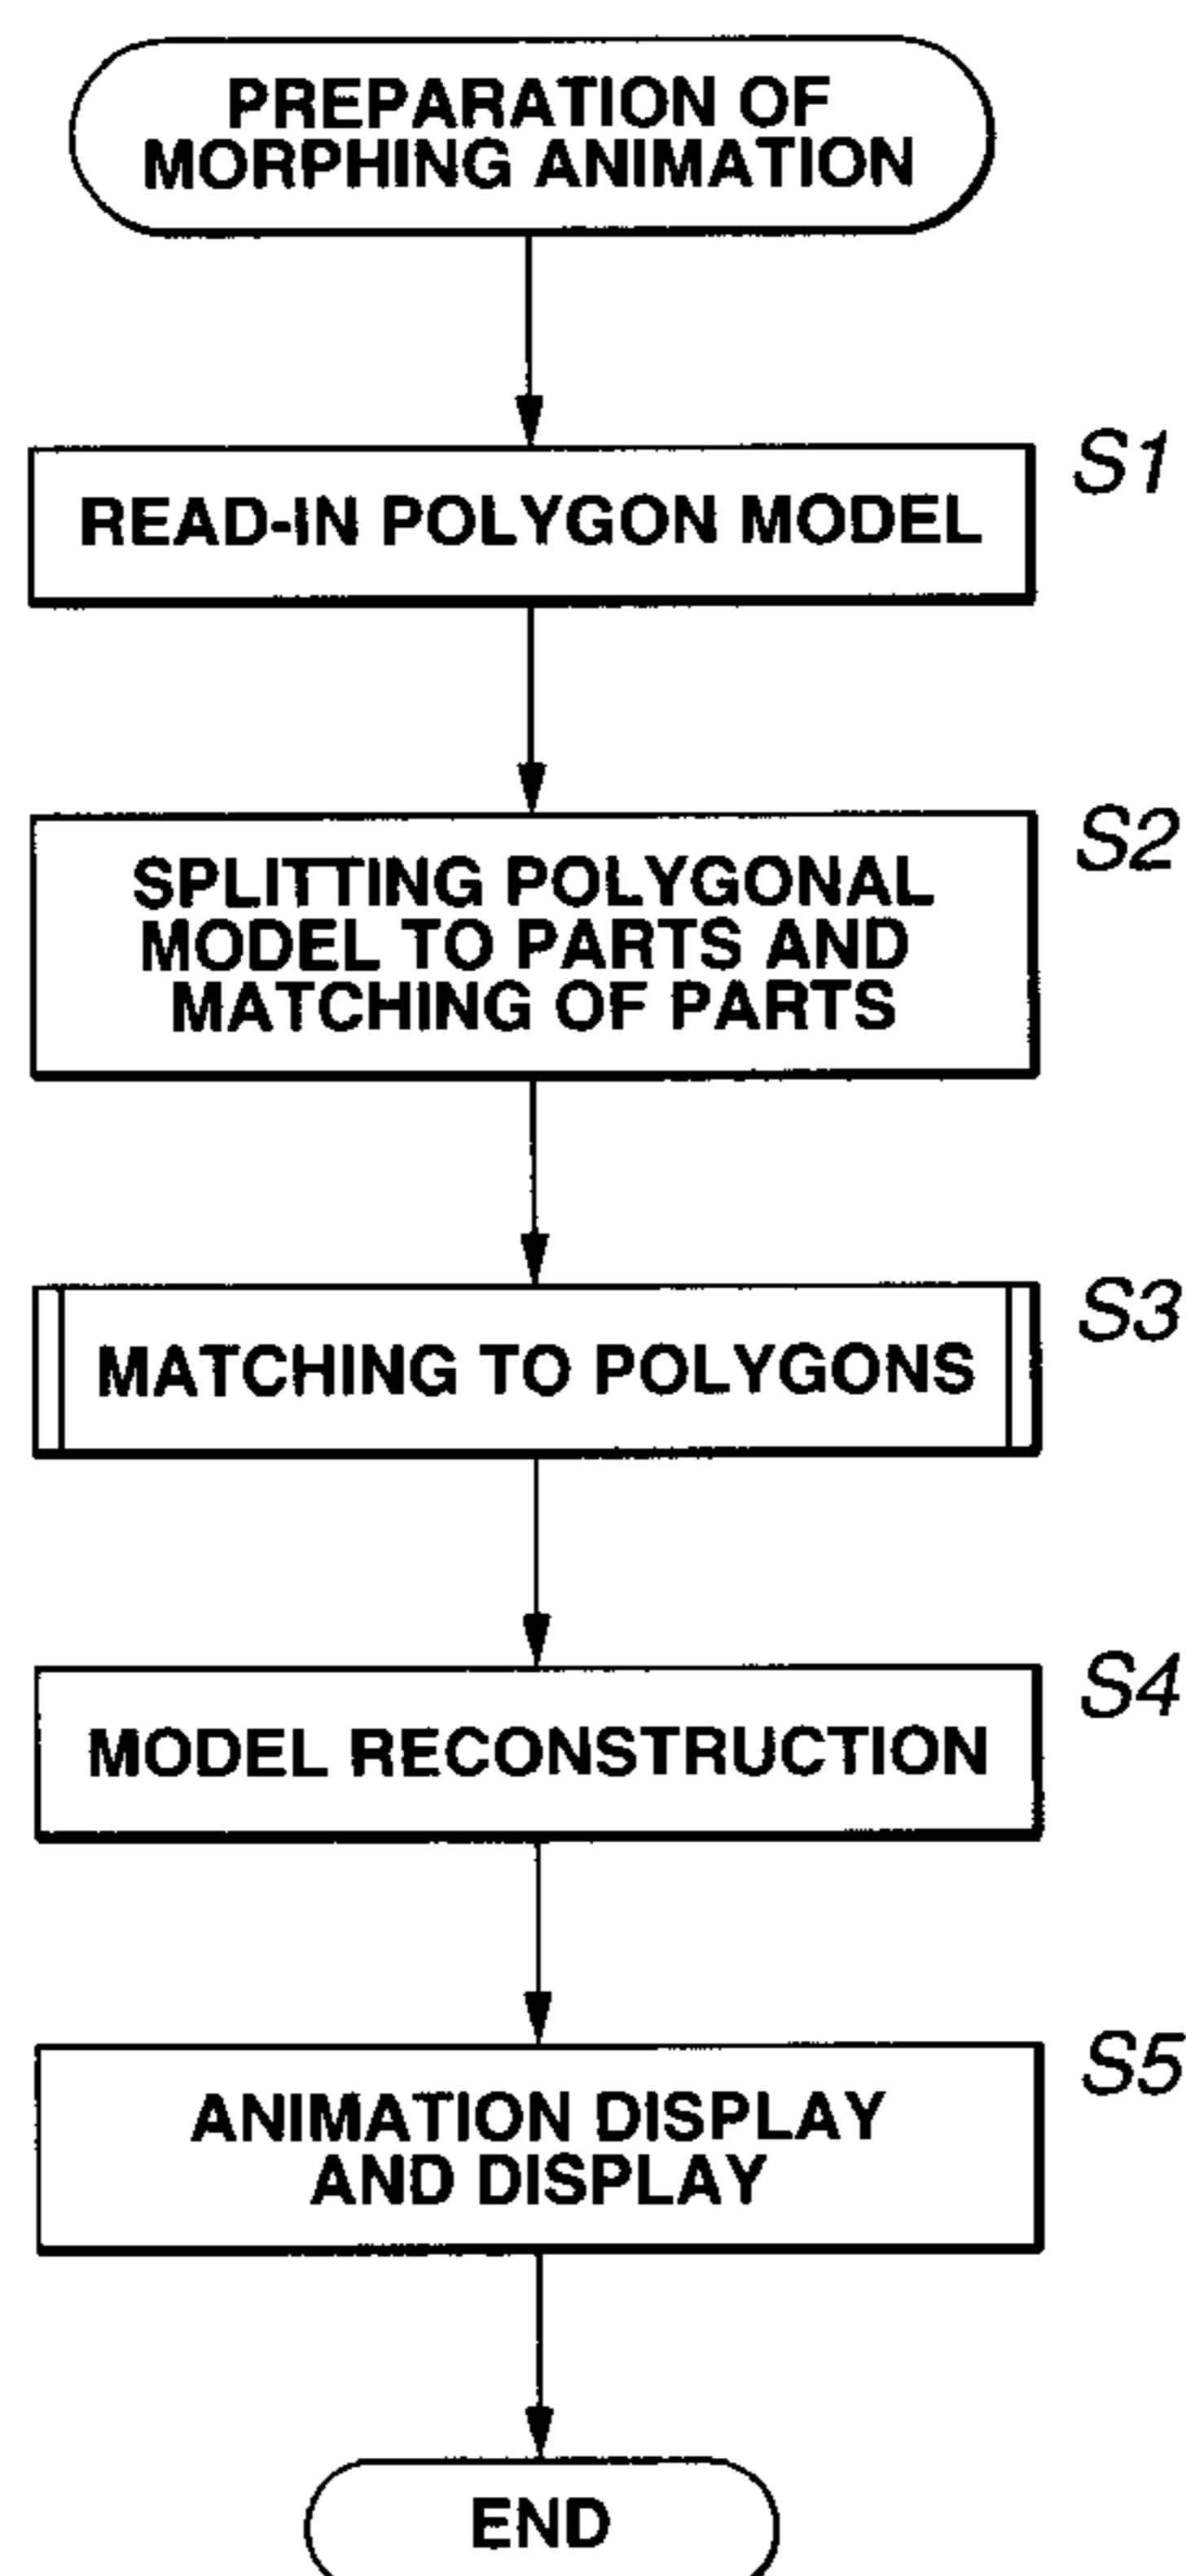 PREPARATION OF
MORPHING ANIMATION
S1
READ-IN POLYGON MODEL
S2
SPLITTING POLYGONAL
MODEL TO PARTS AND
MATCHING OF PARTS
S3
MATCHING TO POLYGONS
S4
MODEL RECONSTRUCTION
S5
ANIMATION DISPLAY
AND DISPLAY
END